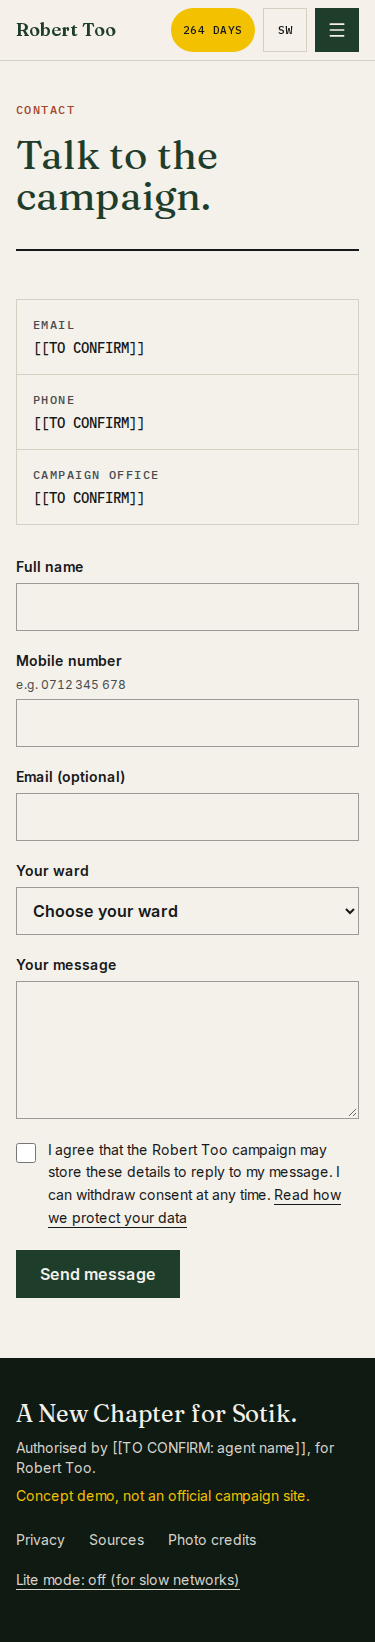 Robert Too
264 DAYS
SW
CONTACT
Talk to the
campaign.
EMAIL
[[TO CONFIRM]]
PHONE
[[TO CONFIRM]]
CAMPAIGN OFFICE
[[TO CONFIRM]]
Full name
Mobile number
e.g. 0712 345 678
Email (optional)
Your ward
Choose your ward
Your message
I agree that the Robert Too campaign may
store these details to reply to my message. I
can withdraw consent at any time. Read how
we protect your data
Send message
A New Chapter for Sotik.
Authorised by [[TO CONFIRM: agent name]], for
Robert Too.
Concept demo, not an official campaign site.
Privacy
Sources
Photo credits
Lite mode: off (for slow networks)